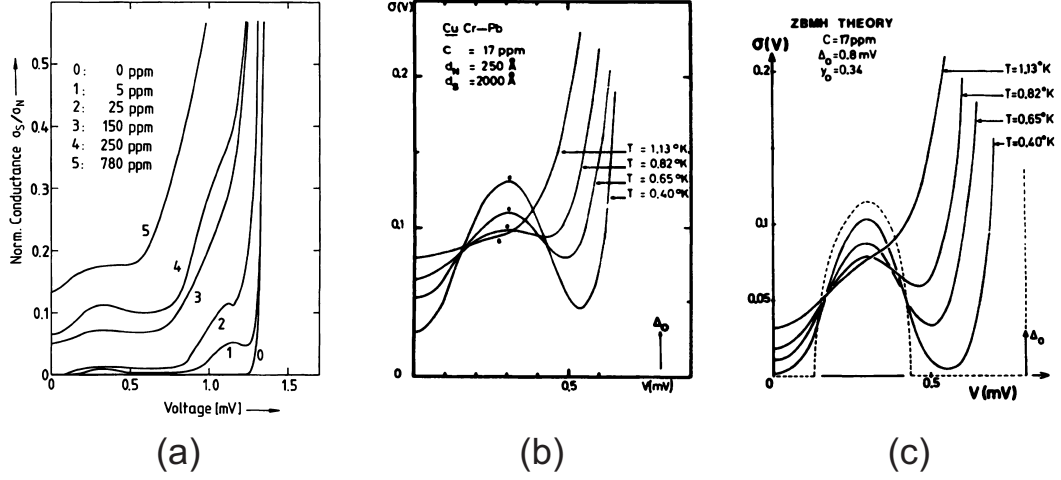 Norm. Conductance σS/σN
0.5
0.4
0.3
0.2
0.1
0
0: 0 ppm
1: 5 ppm
2: 25 ppm
3: 150 ppm
4: 250 ppm
5: 780 ppm
5
4
3
2
1
0
0
0.5
1.0
1.5
Voltage [mV]
(a)
σ(V)
Cu Cr—Pb
C = 17 ppm
dN = 250 Å
dS = 2000 Å
0.2
0.1
0
T = 1,13 °K
T = 0,82 °K
T = 0.65 °K
T = 0,40 °K
Δo
0.5
V(mV)
(b)
ZBMH THEORY
σ(V)
C = 17ppm
Δo = 0.8 mV
γo = 0.34
0.2
0.1
0.05
0
T=1,13°K
T=0,82°K
T=0,65°K
T=0,40°K
Δo
0
0.5
V(mV)
(c)